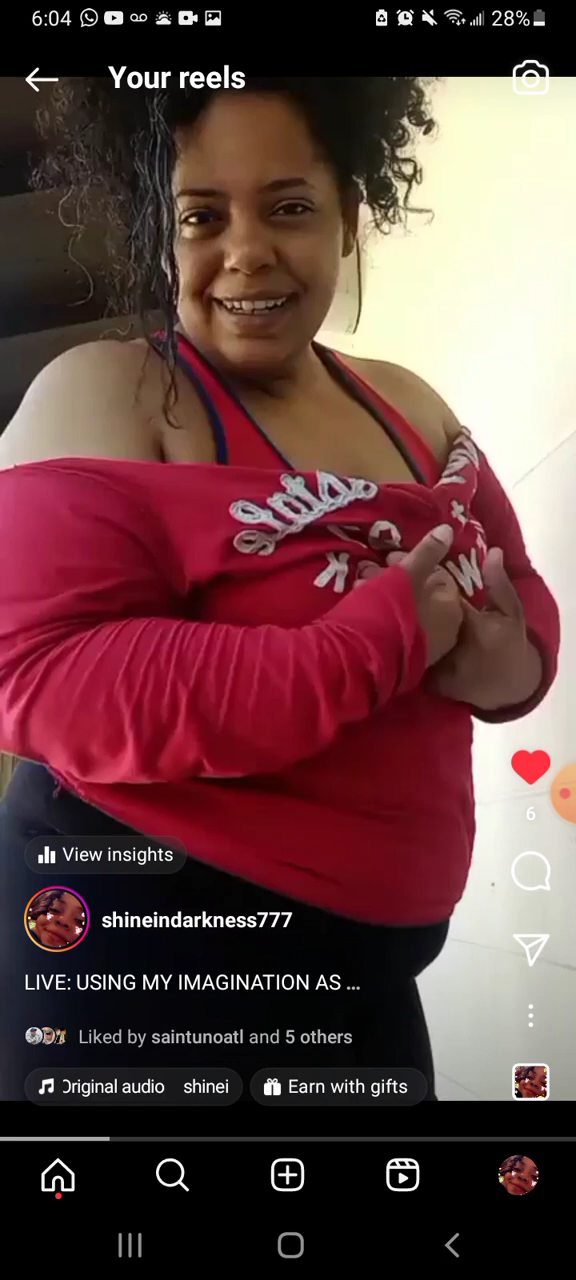 6:04 28%
Your reels
6
View insights
shineindarkness777
LIVE: USING MY IMAGINATION AS ...
Liked by saintunoatl and 5 others
Original audio shinei
Earn with gifts